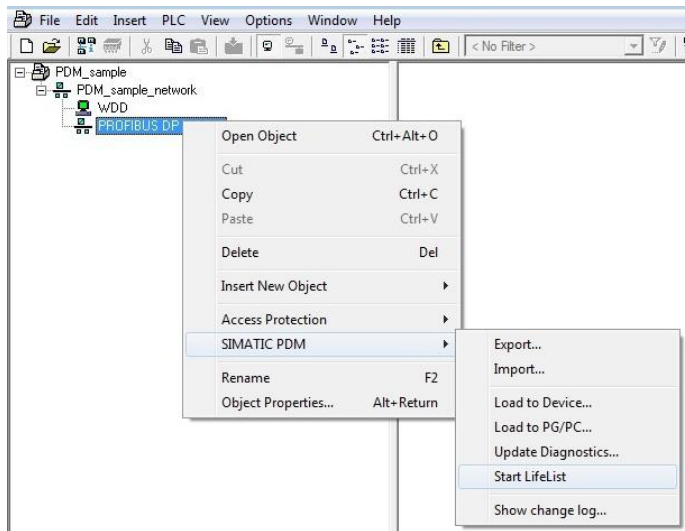 File Edit Insert PLC View Options Window Help
< No Filter >
PDM_sample
PDM_sample_network
WDD
PROFIBUS DP
Open Object Ctrl+Alt+O
Cut Ctrl+X
Copy Ctrl+C
Paste Ctrl+V
Delete Del
Insert New Object
Access Protection
SIMATIC PDM
Rename F2
Object Properties... Alt+Return
Export...
Import...
Load to Device...
Load to PG/PC...
Update Diagnostics...
Start LifeList
Show change log...